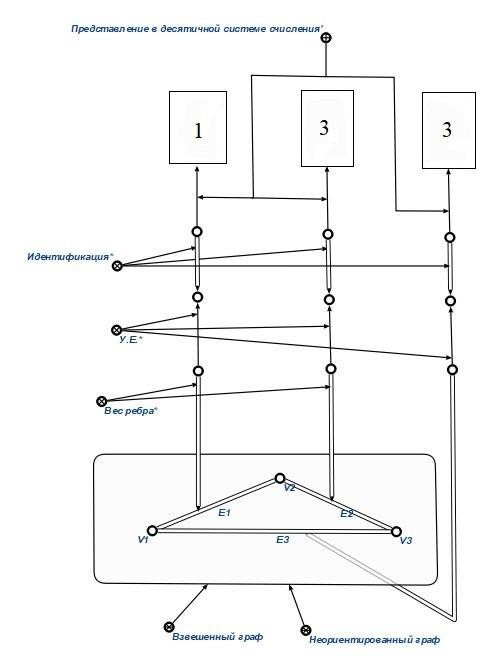 Представление в десятичной системе счисления*
1
3
3
Идентификация*
У.Е.*
Вес ребра*
V2
E1
E2
V1
E3
V3
Взвешенный граф
Неориентированный граф